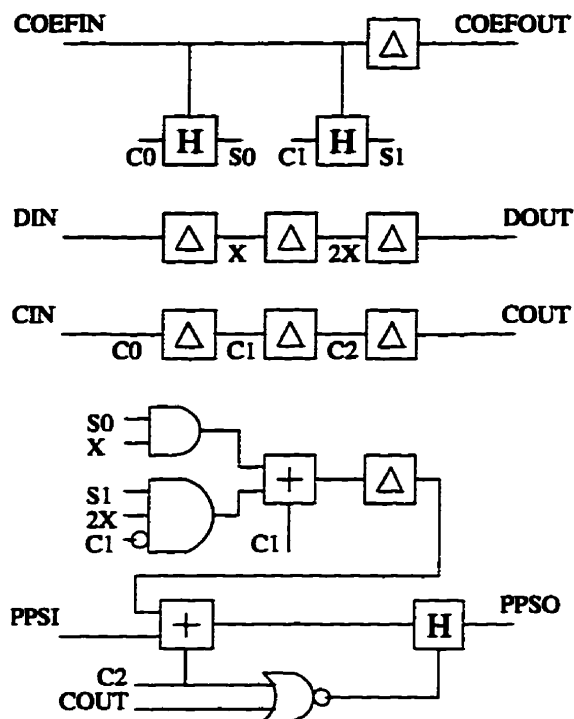 COEFIN COEFOUT
Δ
H H
C0 S0 C1 S1
DIN DOUT
Δ Δ Δ
X 2X
CIN COUT
Δ Δ Δ
C0 C1 C2
S0
X
S1
+ Δ
2X
C1 C1
PPSI PPSO
+ H
C2
COUT